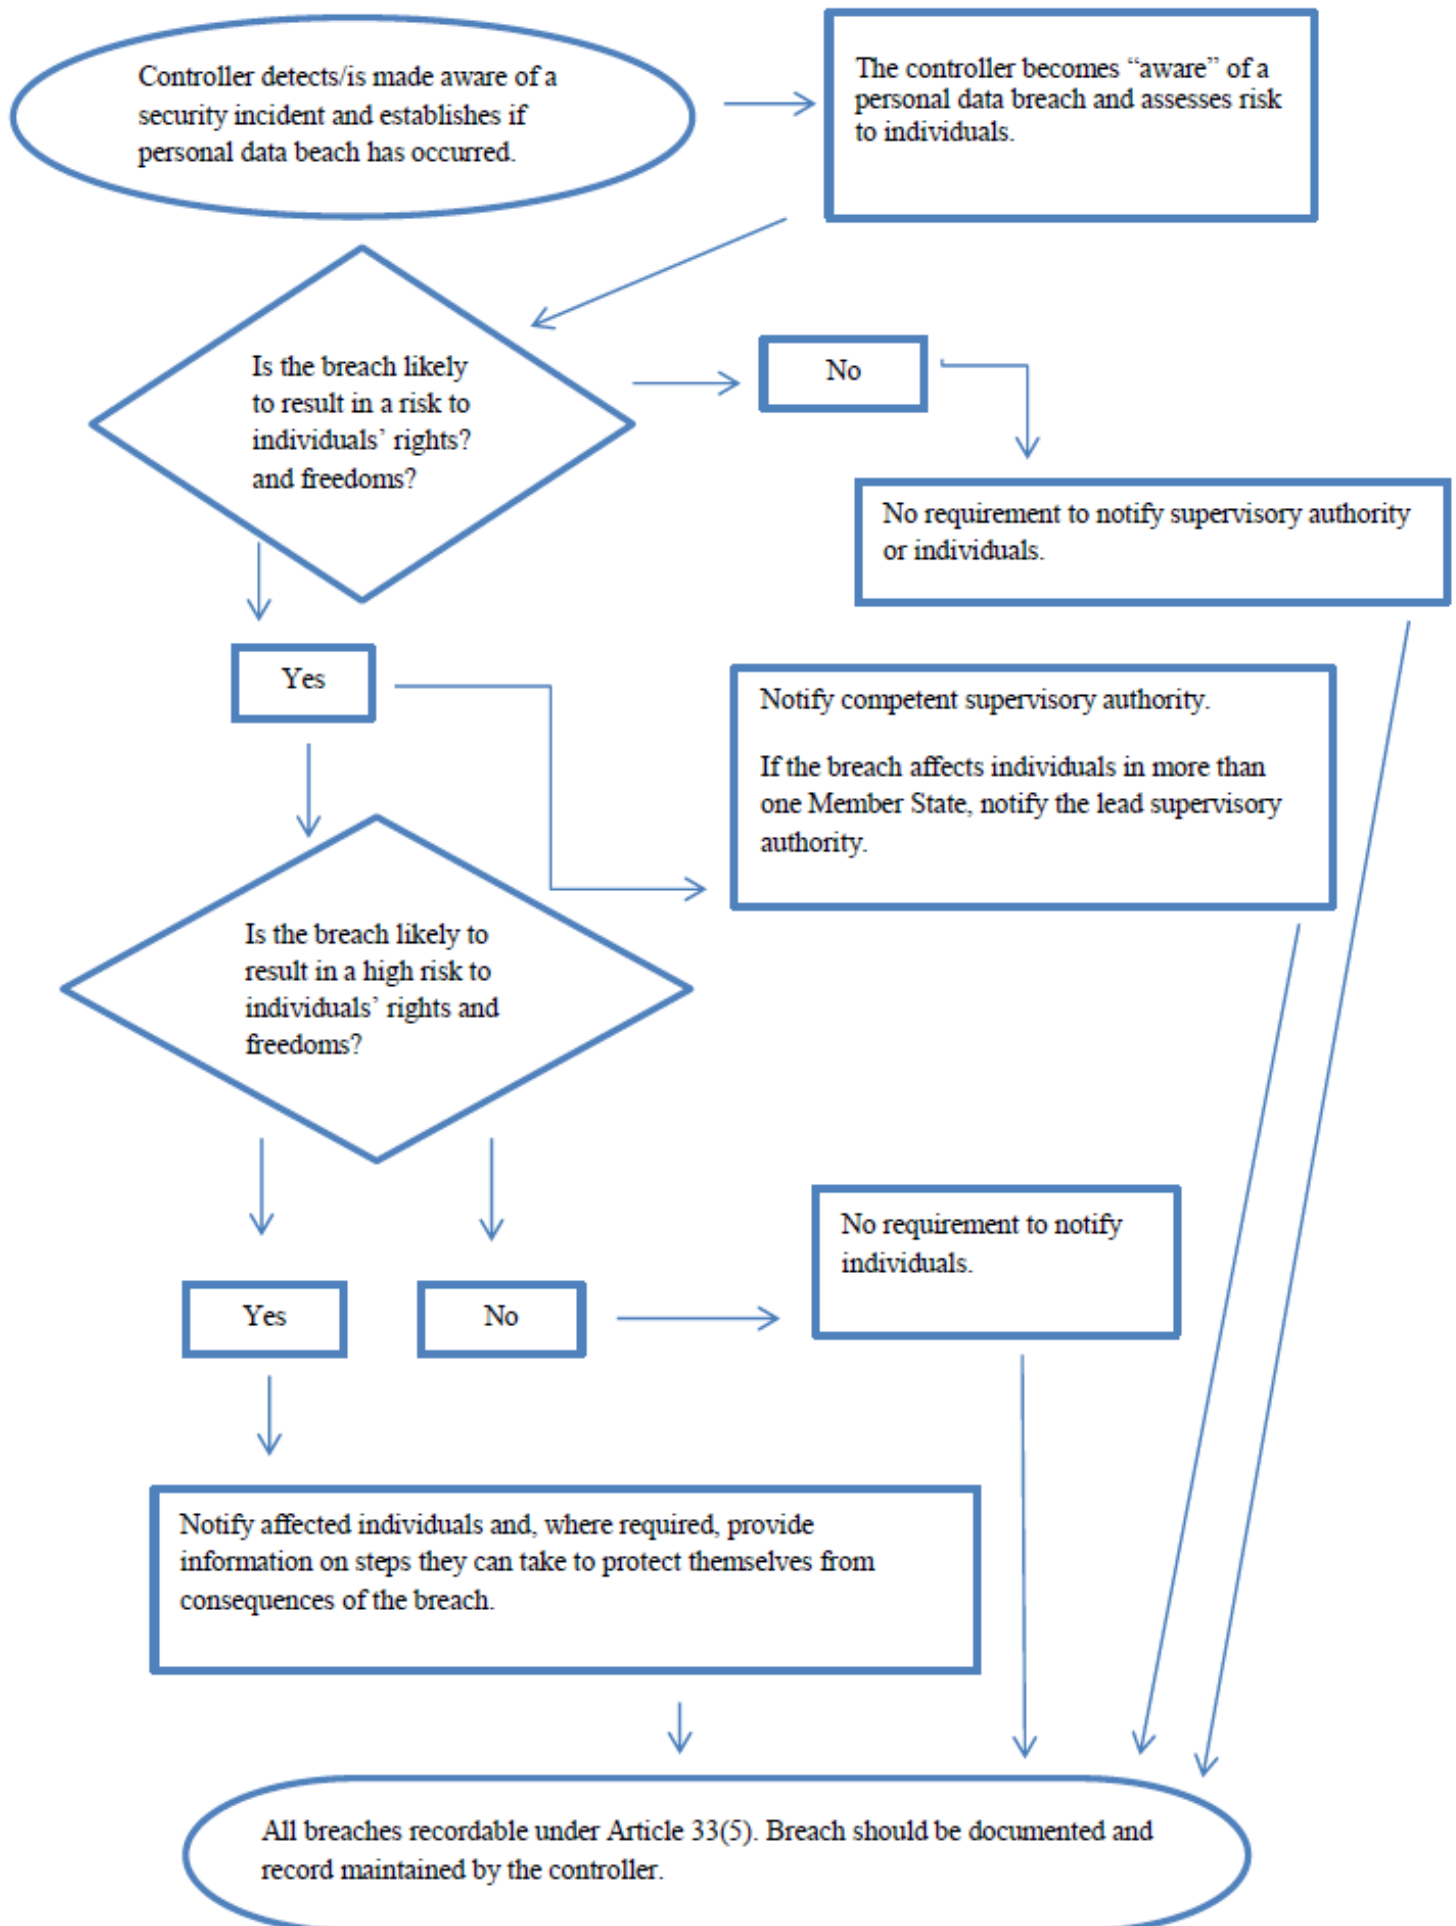 Controller detects/is made aware of a
security incident and establishes if
personal data beach has occurred.
The controller becomes “aware” of a
personal data breach and assesses risk
to individuals.
Is the breach likely
to result in a risk to
individuals’ rights?
and freedoms?
No
No requirement to notify supervisory authority
or individuals.
Yes
Notify competent supervisory authority.
If the breach affects individuals in more than
one Member State, notify the lead supervisory
authority.
Is the breach likely to
result in a high risk to
individuals’ rights and
freedoms?
No requirement to notify
individuals.
Yes
No
Notify affected individuals and, where required, provide
information on steps they can take to protect themselves from
consequences of the breach.
All breaches recordable under Article 33(5). Breach should be documented and
record maintained by the controller.